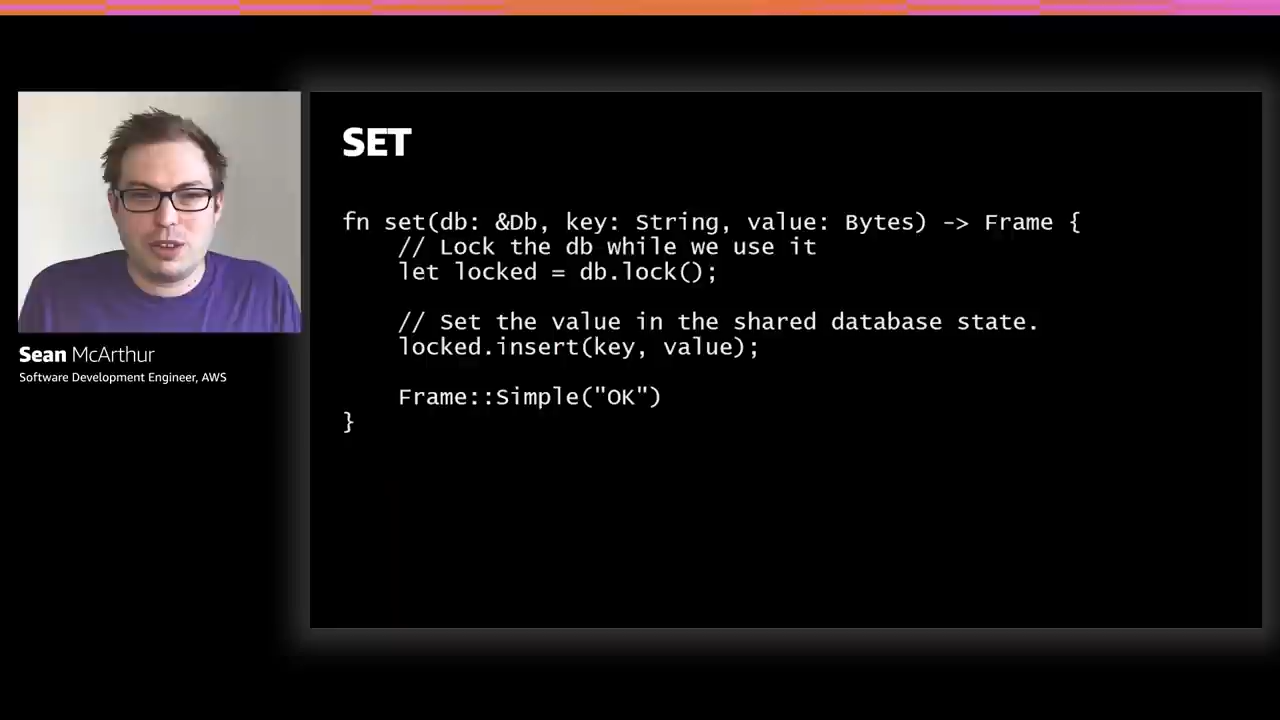 SET
fn set(db: &Db, key: String, value: Bytes) -> Frame {
    // Lock the db while we use it
    let locked = db.lock();
    // Set the value in the shared database state.
    locked.insert(key, value);
    Frame::Simple("OK")
}
Sean McArthur
Software Development Engineer, AWS